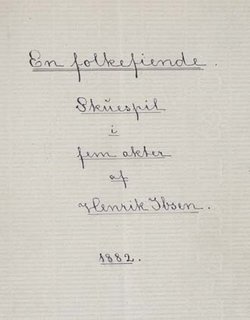 En folkefiende.
Skuespil
i
fem akter
af
Henrik Ibsen.
1882.